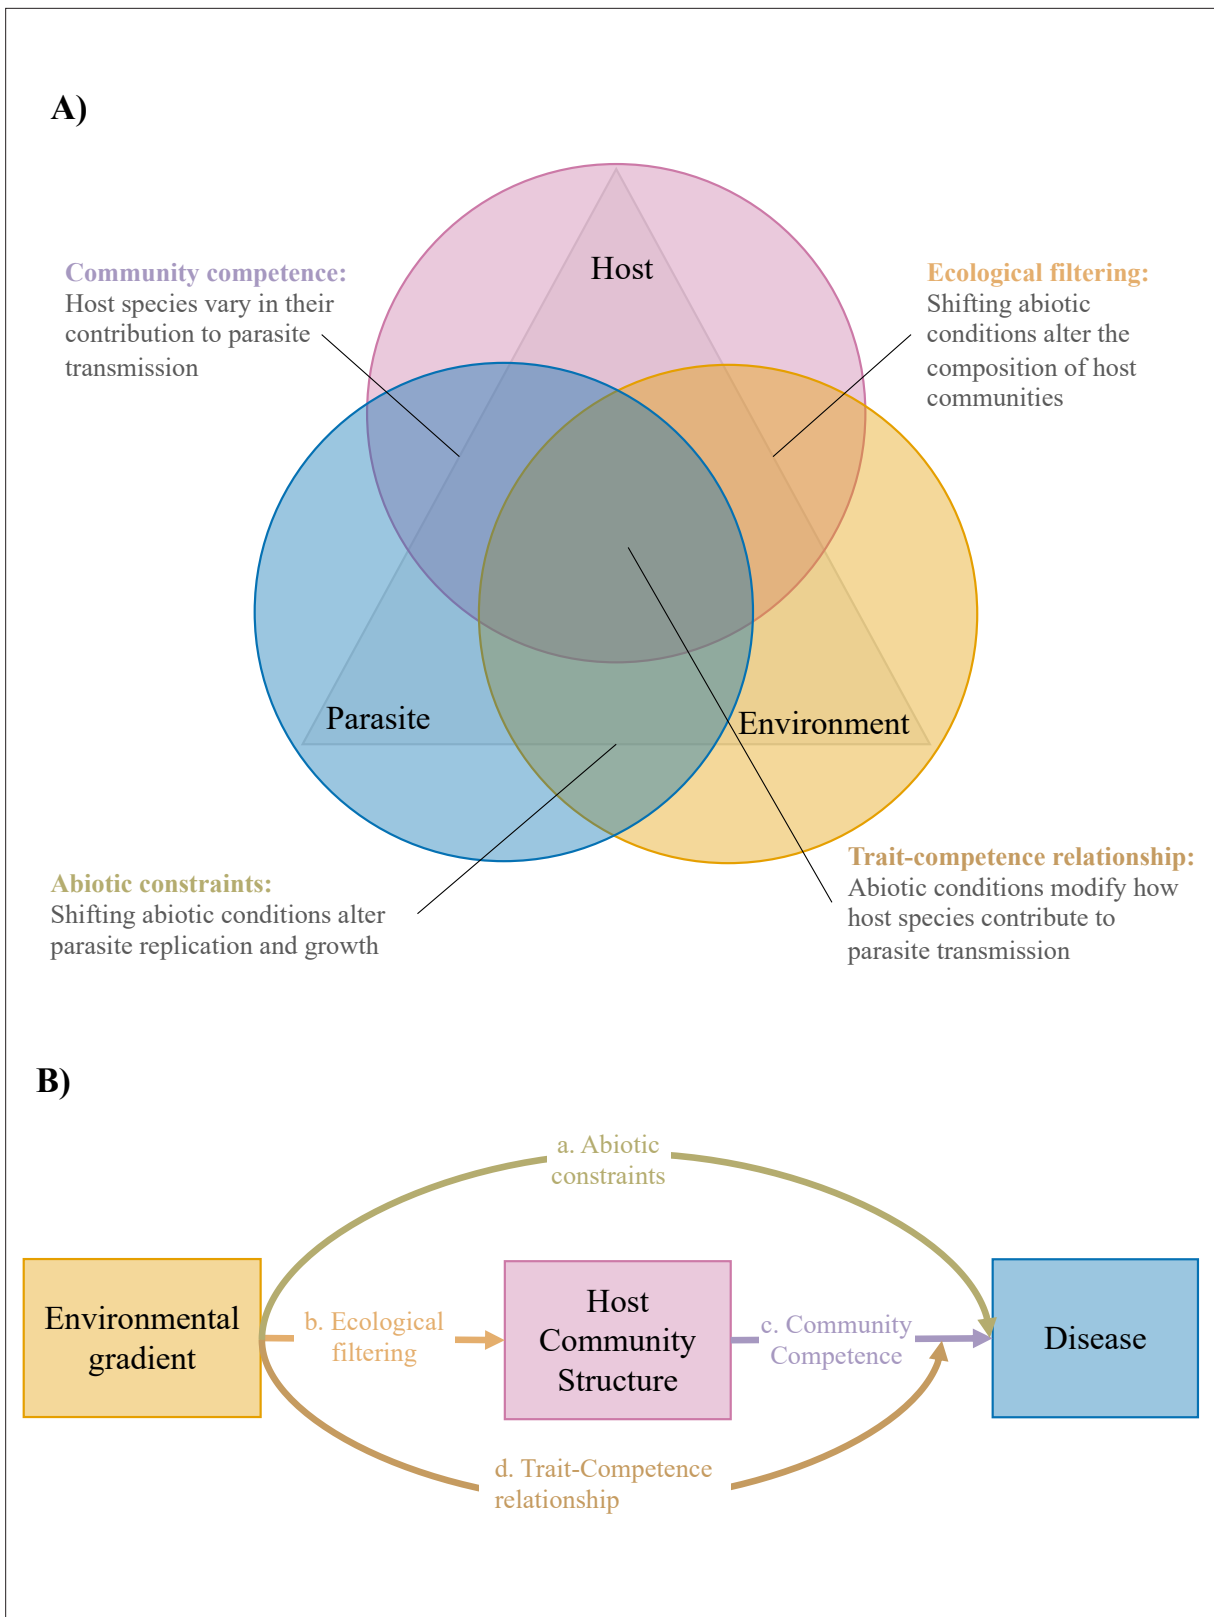 A)
Host
Community competence:
Host species vary in their
contribution to parasite
transmission
Ecological filtering:
Shifting abiotic
conditions alter the
composition of host
communities
Parasite
Environment
Abiotic constraints:
Shifting abiotic conditions alter
parasite replication and growth
Trait-competence relationship:
Abiotic conditions modify how
host species contribute to
parasite transmission
B)
a. Abiotic
constraints
Environmental
gradient
b. Ecological
filtering
Host
Community
Structure
c. Community
Competence
Disease
d. Trait-Competence
relationship